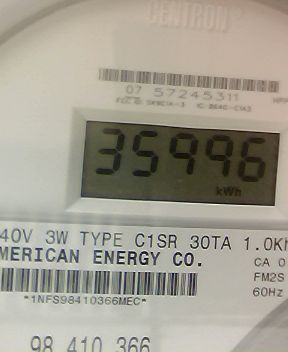 CENTRON
07 57245311
35996
kWh
40V 3W TYPE C1SR 30TA 1.0Kh
MERICAN ENERGY CO.
CA 0
FM2S
60Hz
*1NFS98410366MEC*
98 410 366